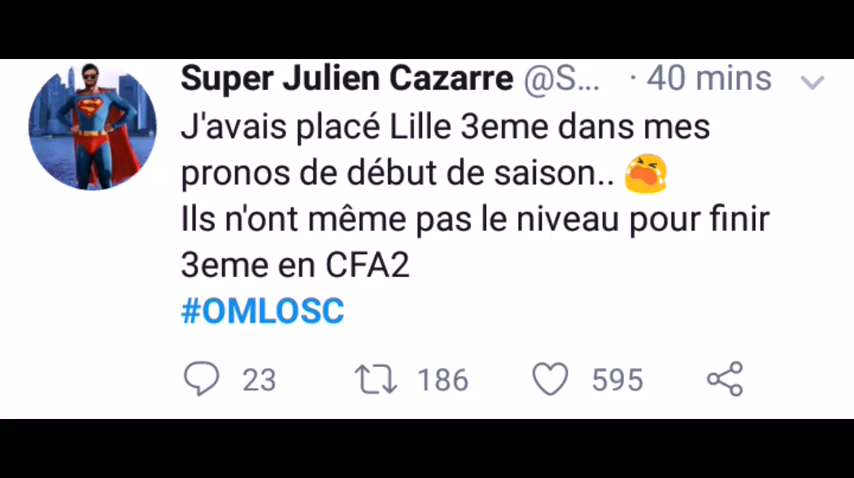 Super Julien Cazarre @S... · 40 mins
J'avais placé Lille 3eme dans mes
pronos de début de saison.. 😭
Ils n'ont même pas le niveau pour finir
3eme en CFA2
#OMLOSC
23 186 595